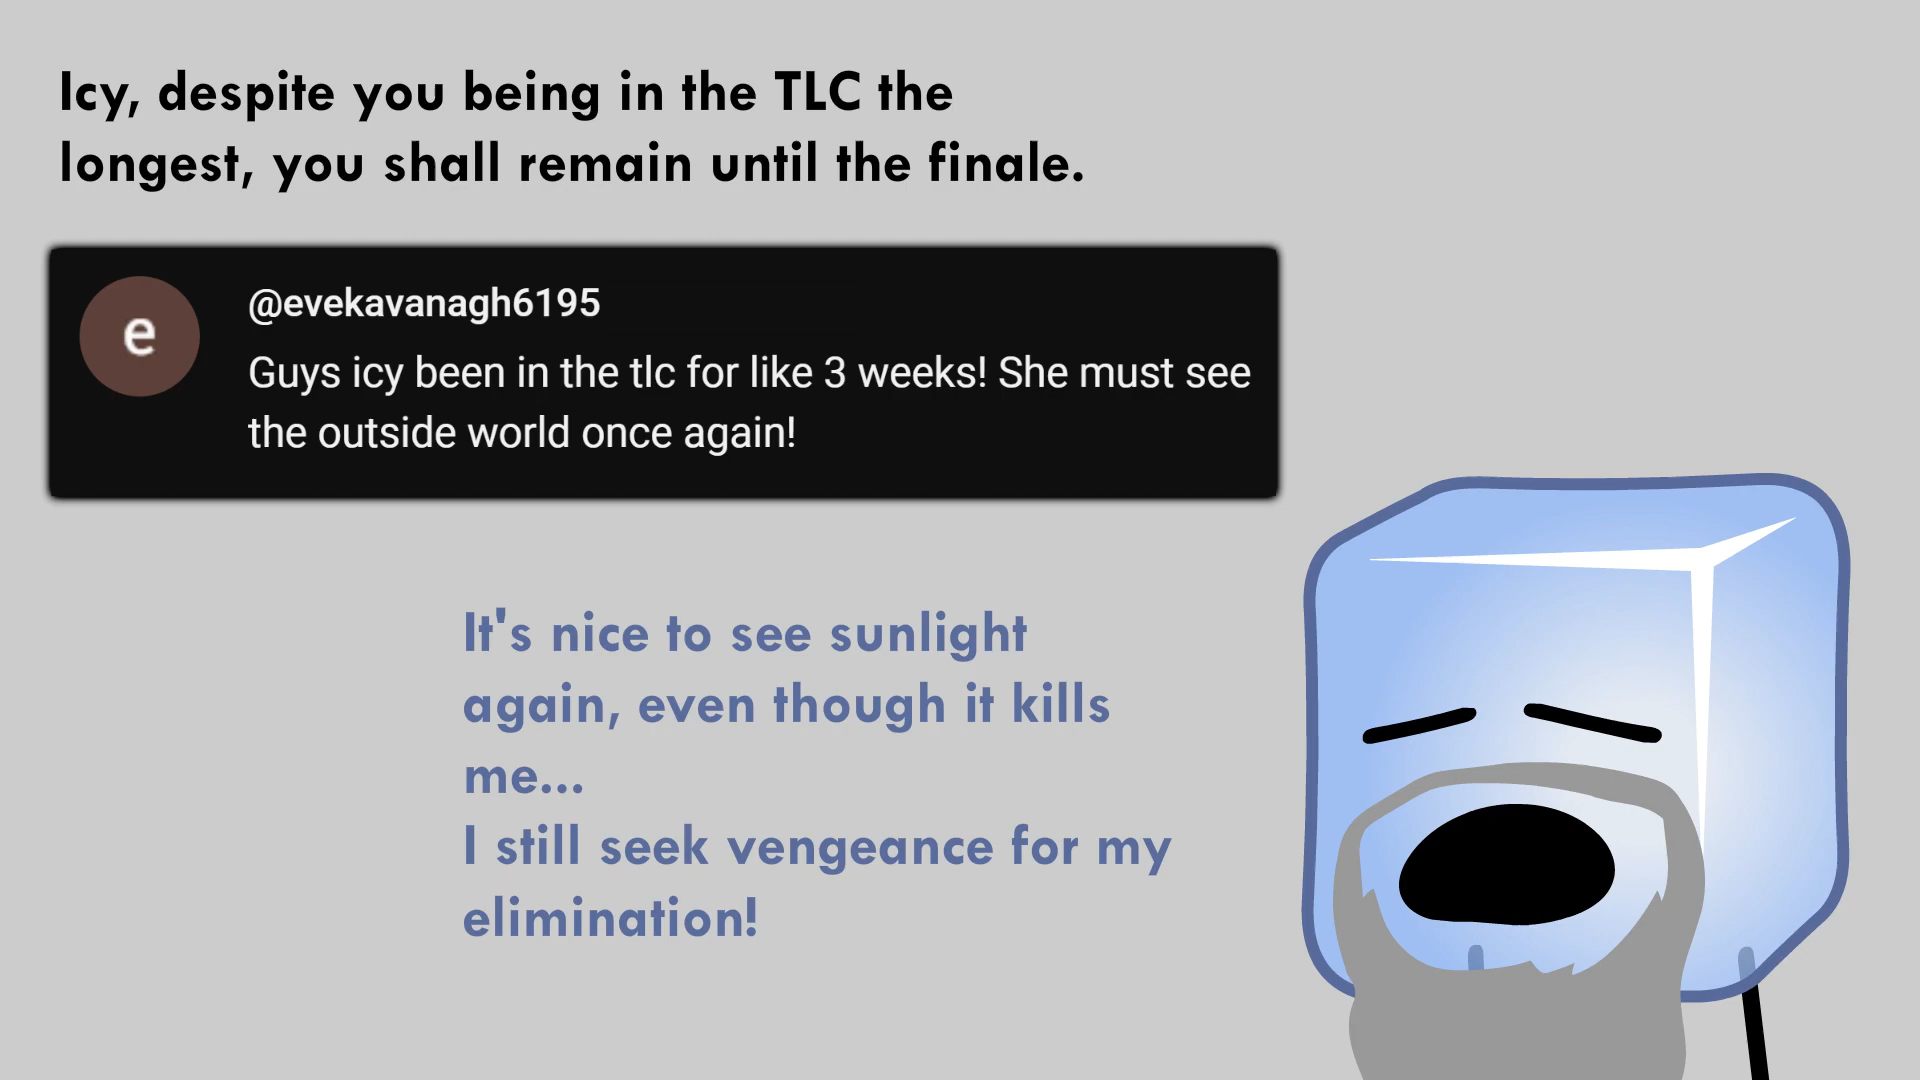 Icy, despite you being in the TLC the
longest, you shall remain until the finale.
e
@evekavanagh6195
Guys icy been in the tlc for like 3 weeks! She must see
the outside world once again!
It's nice to see sunlight
again, even though it kills
me...
I still seek vengeance for my
elimination!